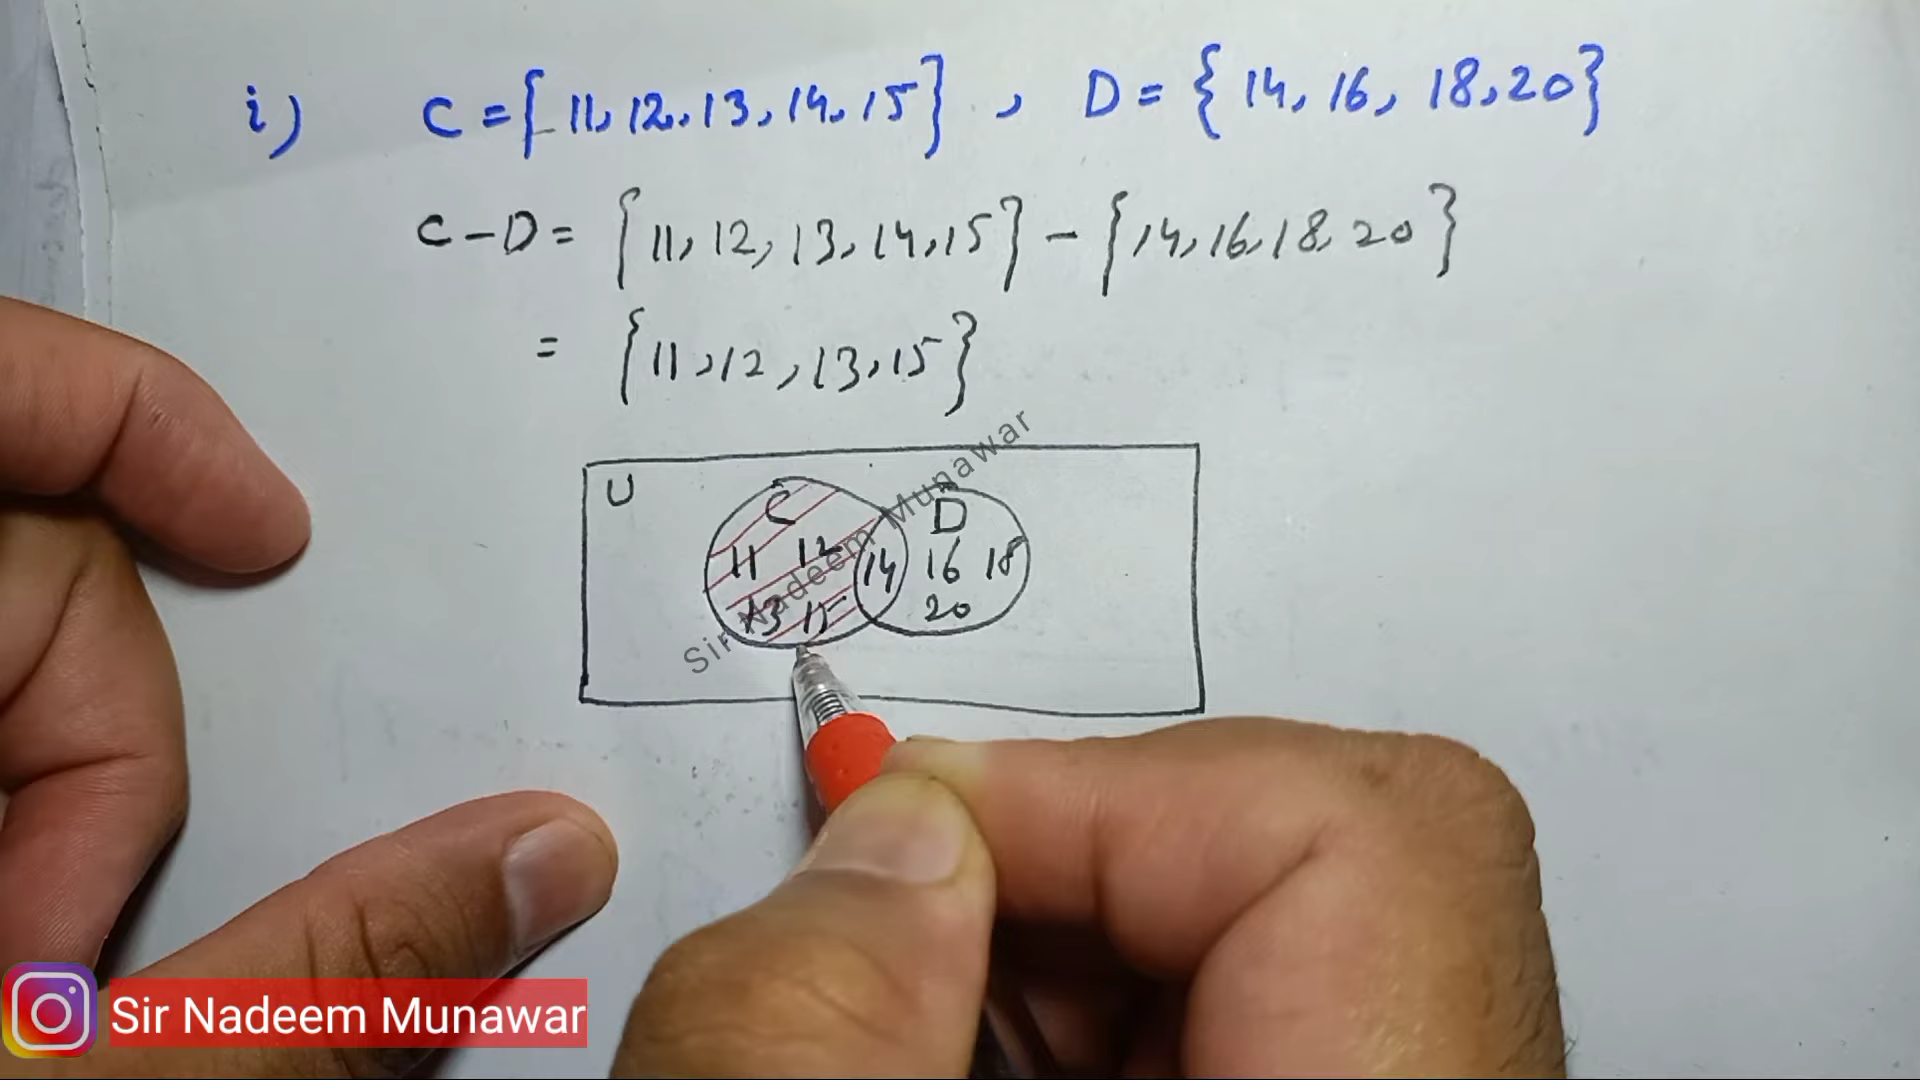 i) C = { 11, 12, 13, 14, 15 } , D = { 14, 16, 18, 20 }
C - D = { 11, 12, 13, 14, 15 } - { 14, 16, 18, 20 }
= { 11, 12, 13, 15 }
U
C D
11 12 14 16 18
13 15 20
Sir Nadeem Munawar
Sir Nadeem Munawar